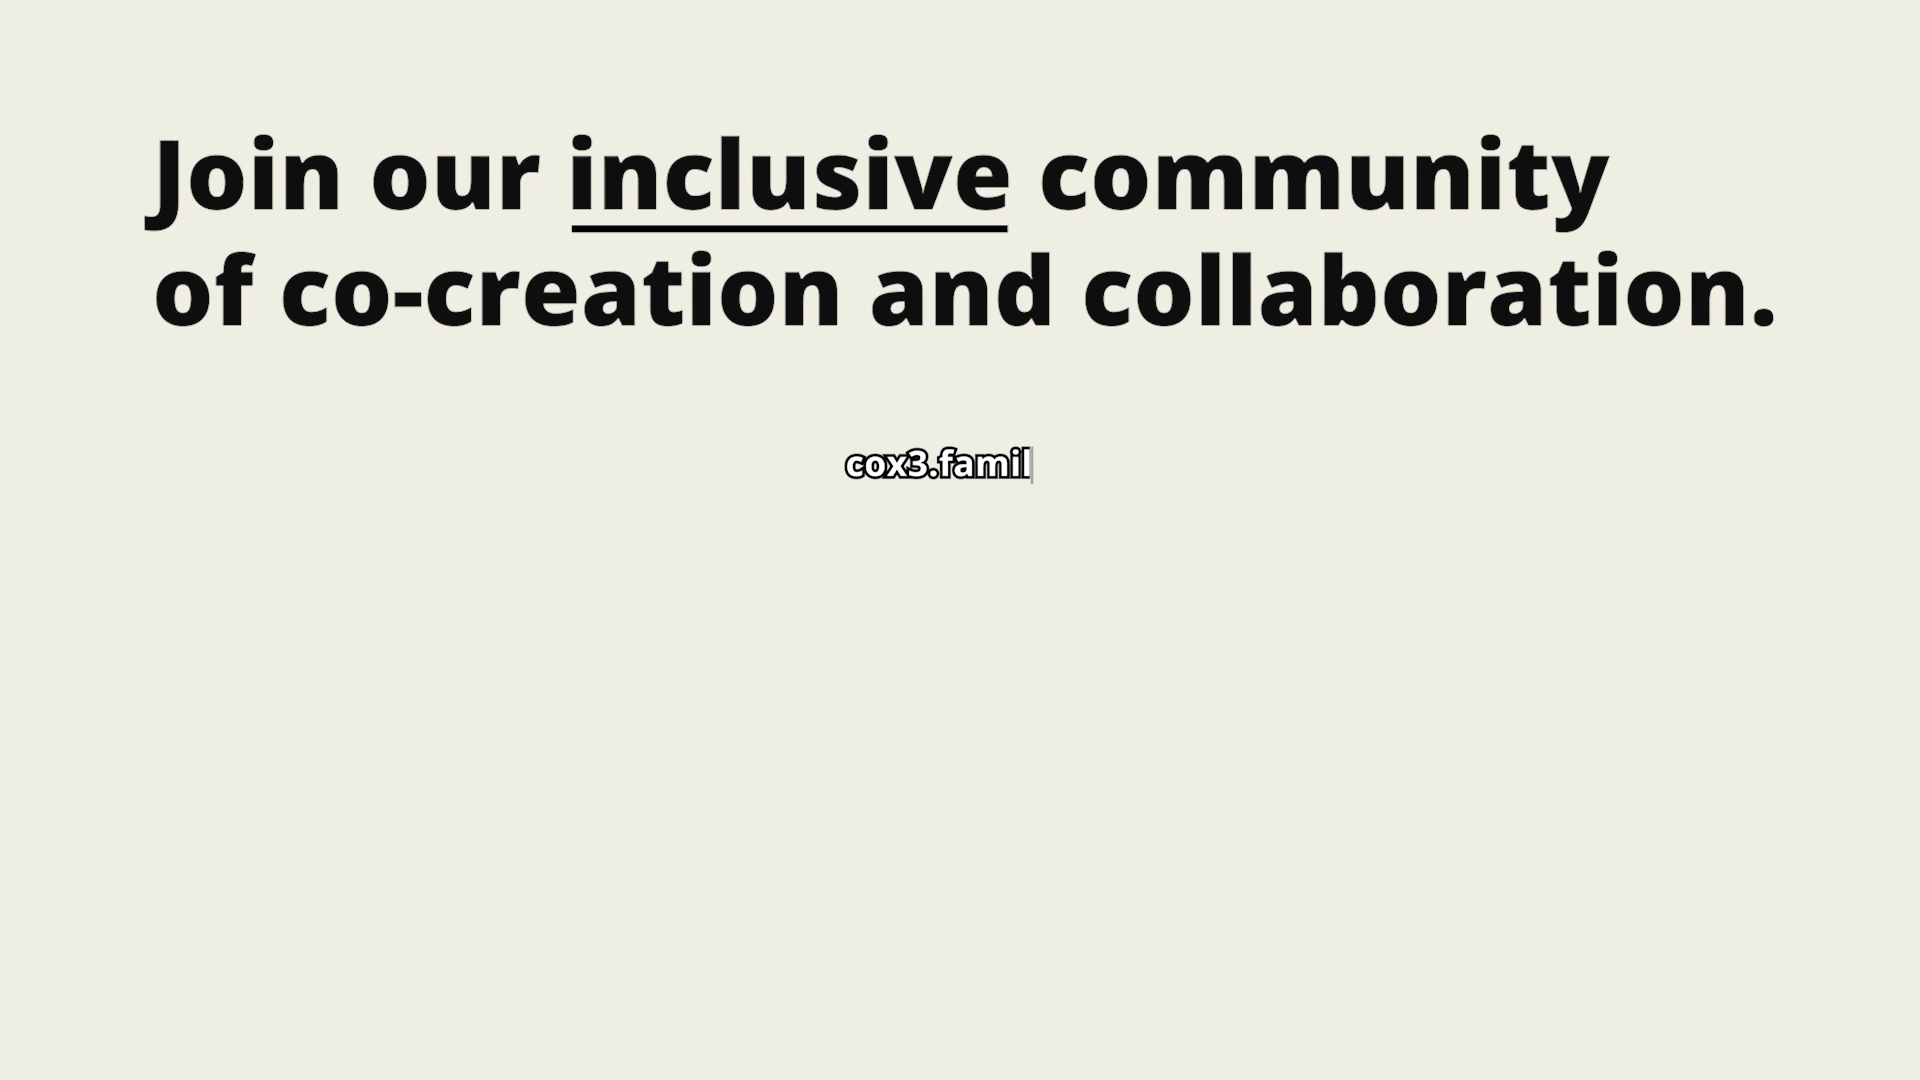 Join our inclusive community
of co-creation and collaboration.
cox3.famil